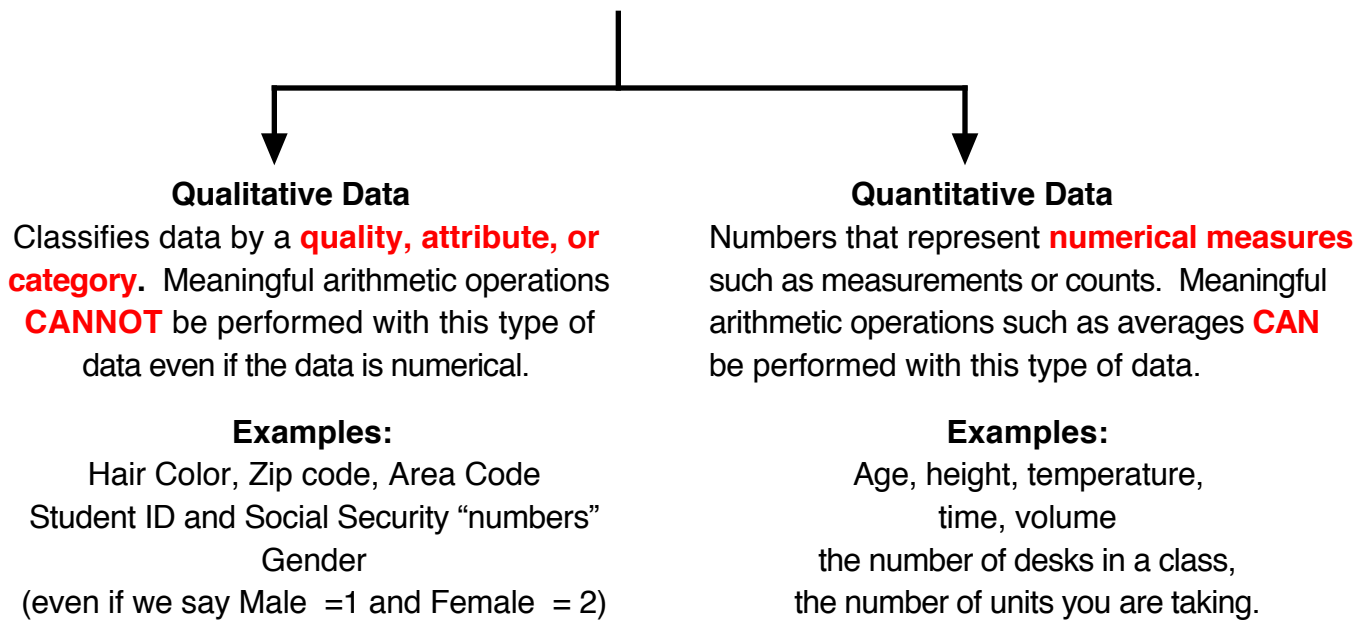 Qualitative Data
Classifies data by a quality, attribute, or
category. Meaningful arithmetic operations
CANNOT be performed with this type of
data even if the data is numerical.
Examples:
Hair Color, Zip code, Area Code
Student ID and Social Security “numbers”
Gender
(even if we say Male =1 and Female = 2)
Quantitative Data
Numbers that represent numerical measures
such as measurements or counts. Meaningful
arithmetic operations such as averages CAN
be performed with this type of data.
Examples:
Age, height, temperature,
time, volume
the number of desks in a class,
the number of units you are taking.